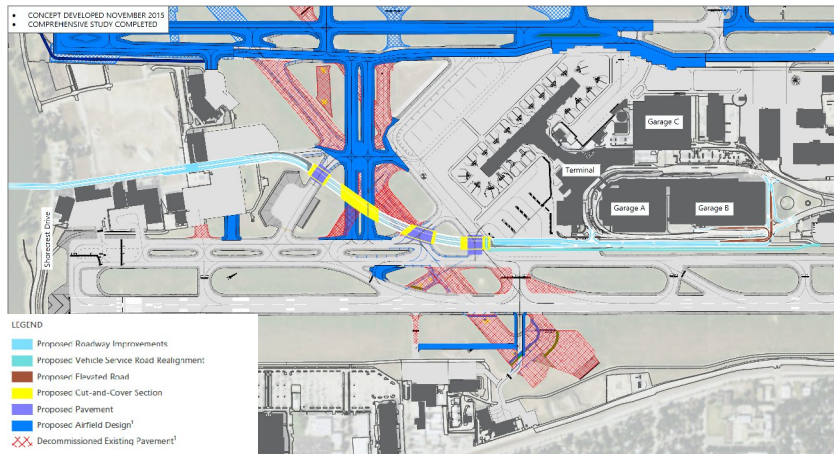 • CONCEPT DEVELOPED NOVEMBER 2015
• COMPREHENSIVE STUDY COMPLETED
Garage C
Terminal
Garage A
Garage B
Shorecrest Drive
LEGEND
Proposed Roadway Improvements
Proposed Vehicle Service Road Realignment
Proposed Elevated Road
Proposed Cut-and-Cover Section
Proposed Pavement
Proposed Airfield Design¹
Decommissioned Existing Pavement¹